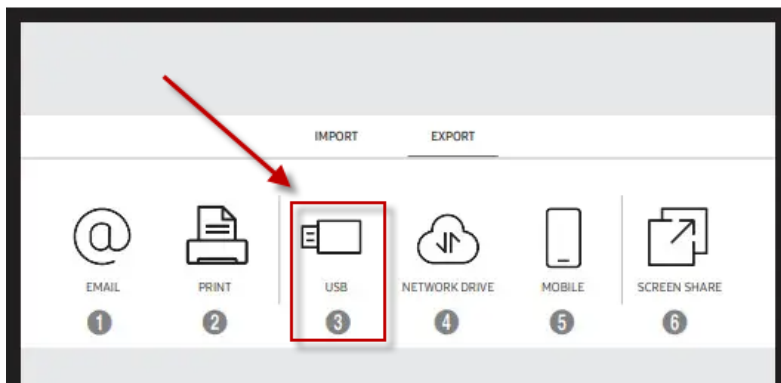 IMPORT EXPORT
EMAIL PRINT USB NETWORK DRIVE MOBILE SCREEN SHARE
1 2 3 4 5 6